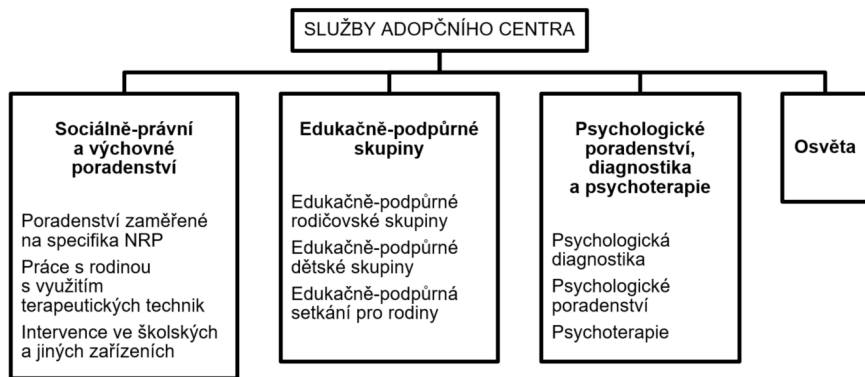 SLUŽBY ADOPČNÍHO CENTRA
Sociálně-právní
a výchovné
poradenství
Poradenství zaměřené
na specifika NRP
Práce s rodinou
s využitím
terapeutických technik
Intervence ve školských
a jiných zařízeních
Edukačně-podpůrné
skupiny
Edukačně-podpůrné
rodičovské skupiny
Edukačně-podpůrné
dětské skupiny
Edukačně-podpůrná
setkání pro rodiny
Psychologické
poradenství,
diagnostika
a psychoterapie
Psychologická
diagnostika
Psychologické
poradenství
Psychoterapie
Osvěta